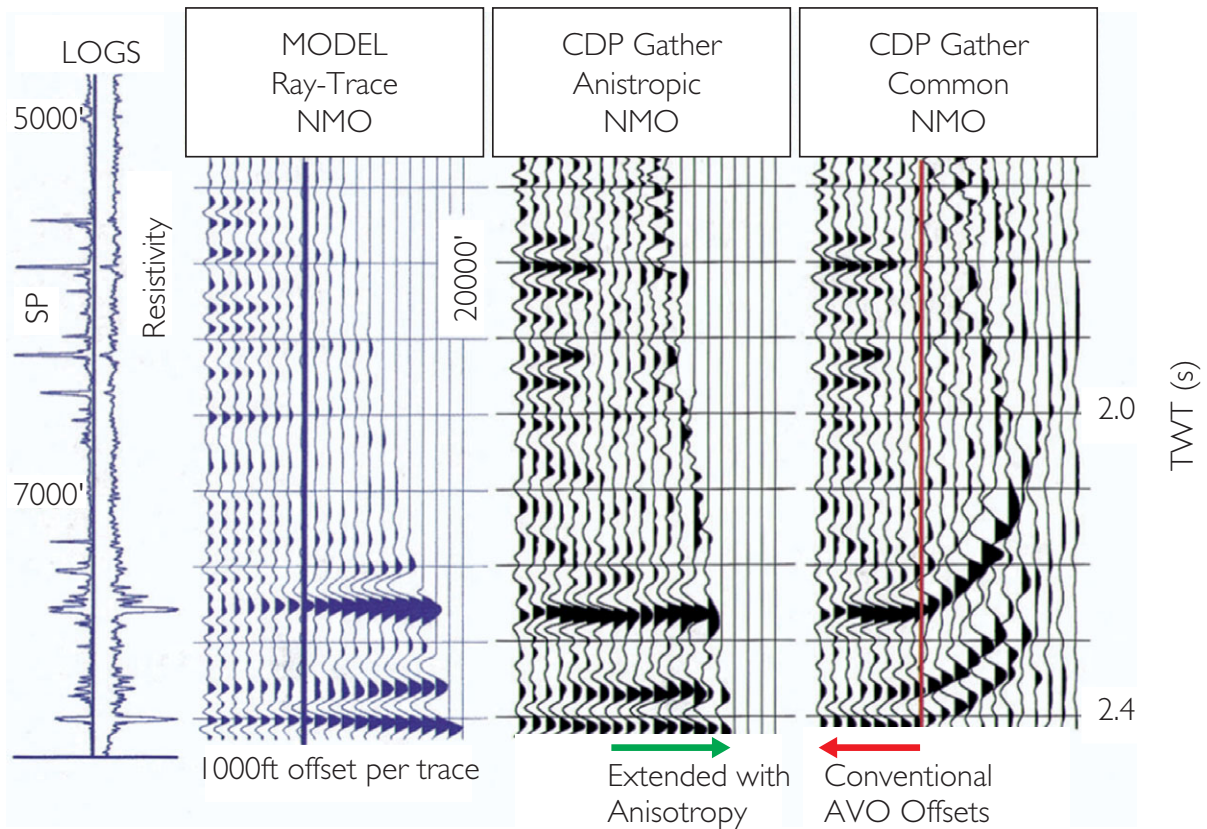 LOGS
MODEL
Ray-Trace
NMO
CDP Gather
Anistropic
NMO
CDP Gather
Common
NMO
5000'
7000'
SP
Resistivity
20000'
2.0
2.4
TWT (s)
1000ft offset per trace
Extended with
Anisotropy
Conventional
AVO Offsets